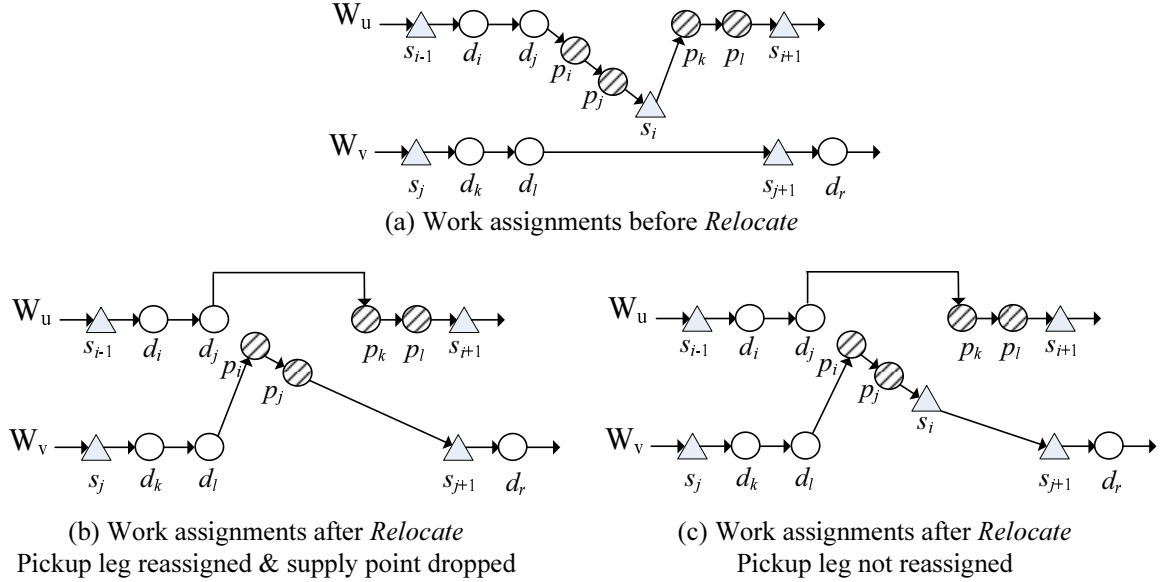 W_u s_{i-1} d_i d_j p_i p_j s_i p_k p_l s_{i+1}
W_v s_j d_k d_l s_{j+1} d_r
(a) Work assignments before Relocate
W_u s_{i-1} d_i d_j p_i p_j p_k p_l s_{i+1}
W_v s_j d_k d_l s_{j+1} d_r
(b) Work assignments after Relocate
Pickup leg reassigned & supply point dropped
W_u s_{i-1} d_i d_j p_i p_j s_i p_k p_l s_{i+1}
W_v s_j d_k d_l s_{j+1} d_r
(c) Work assignments after Relocate
Pickup leg not reassigned